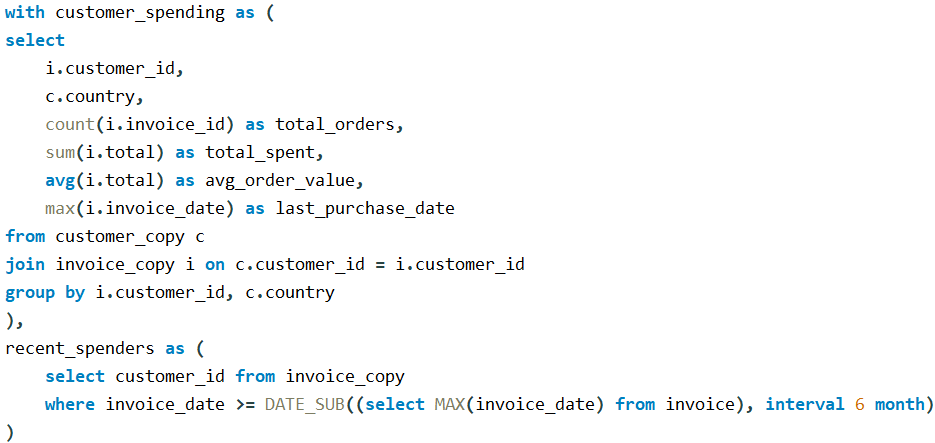 with customer_spending as (
select
    i.customer_id,
    c.country,
    count(i.invoice_id) as total_orders,
    sum(i.total) as total_spent,
    avg(i.total) as avg_order_value,
    max(i.invoice_date) as last_purchase_date
from customer_copy c
join invoice_copy i on c.customer_id = i.customer_id
group by i.customer_id, c.country
),
recent_spenders as (
    select customer_id from invoice_copy
    where invoice_date >= DATE_SUB((select MAX(invoice_date) from invoice), interval 6 month)
)